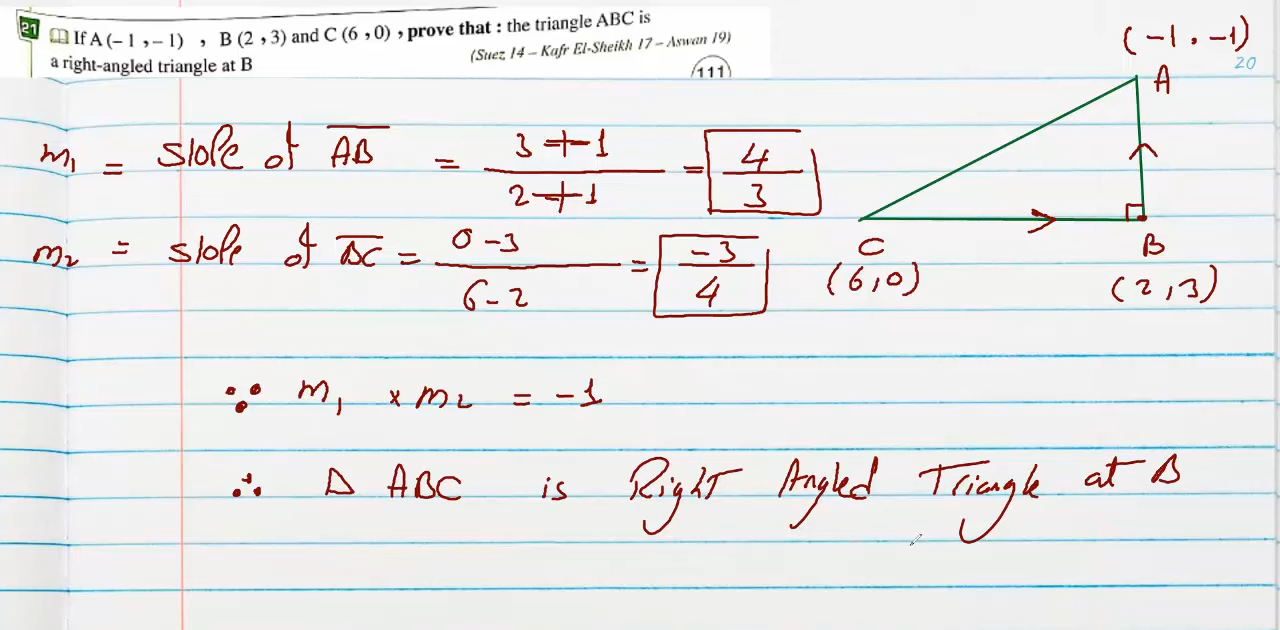 21 If A (– 1 , – 1) , B (2 , 3) and C (6 , 0) , prove that : the triangle ABC is
a right-angled triangle at B
(Suez 14 – Kafr El-Sheikh 17 – Aswan 19)
111
(-1 , -1)
20
A
m₁ = slope of AB = 3 + 1 / 2 + 1 = 4 / 3
m₂ = slope of BC = 0 - 3 / 6 - 2 = -3 / 4
C
B
(6,0)
(2,3)
∵ m₁ × m₂ = -1
∴ Δ ABC is Right Angled Triangle at B